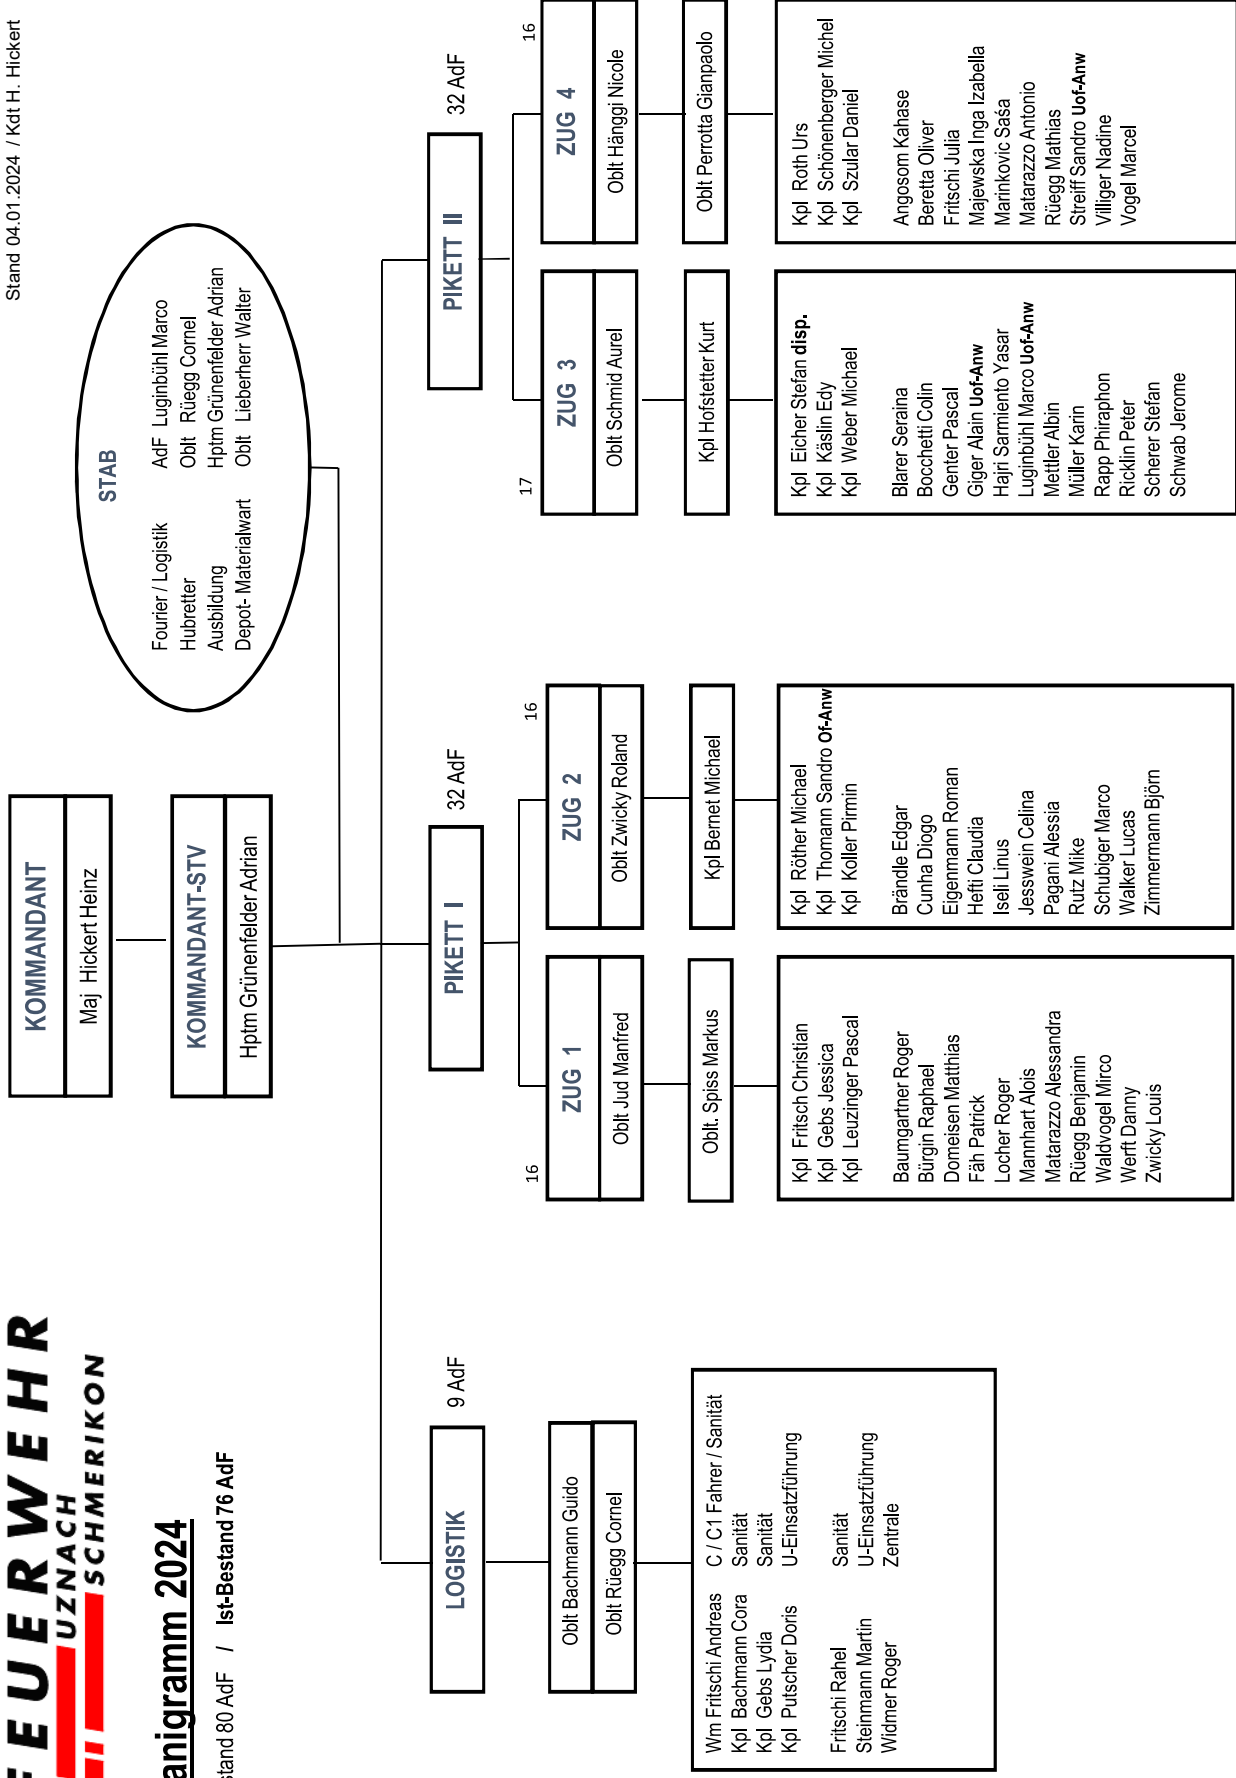 EUERWEHR
UZNACH
SCHMERIKON
anigramm 2024
stand 80 AdF / Ist-Bestand 76 AdF
Stand 04.01.2024 / Kdt H. Hickert
KOMMANDANT
Maj Hickert Heinz
KOMMANDANT-STV
Hptm Grünenfelder Adrian
STAB
Fourier / Logistik AdF Luginbühl Marco
Hubretter Oblt Rüegg Cornel
Ausbildung Hptm Grünenfelder Adrian
Depot- Materialwart Oblt Lieberherr Walter
LOGISTIK
9 AdF
Oblt Bachmann Guido
Oblt Rüegg Cornel
Wm Fritschi Andreas C / C1 Fahrer / Sanität
Kpl Bachmann Cora Sanität
Kpl Gebs Lydia Sanität
Kpl Putscher Doris U-Einsatzführung
Fritschi Rahel Sanität
Steinmann Martin U-Einsatzführung
Widmer Roger Zentrale
PIKETT I
32 AdF
16
ZUG 1
Oblt Jud Manfred
Oblt. Spiss Markus
Kpl Fritsch Christian
Kpl Gebs Jessica
Kpl Leuzinger Pascal
Baumgartner Roger
Bürgin Raphael
Domeisen Matthias
Fäh Patrick
Locher Roger
Mannhart Alois
Matarazzo Alessandra
Rüegg Benjamin
Waldvogel Mirco
Werft Danny
Zwicky Louis
16
ZUG 2
Oblt Zwicky Roland
Kpl Bernet Michael
Kpl Röther Michael
Kpl Thomann Sandro Of-Anw
Kpl Koller Pirmin
Brändle Edgar
Cunha Diogo
Eigenmann Roman
Hefti Claudia
Iseli Linus
Jesswein Celina
Pagani Alessia
Rutz Mike
Schubiger Marco
Walker Lucas
Zimmermann Björn
PIKETT II
32 AdF
17
ZUG 3
Oblt Schmid Aurel
Kpl Hofstetter Kurt
Kpl Eicher Stefan disp.
Kpl Käslin Edy
Kpl Weber Michael
Blarer Seraina
Bocchetti Colin
Genter Pascal
Giger Alain Uof-Anw
Hajri Sarmiento Yasar
Luginbühl Marco Uof-Anw
Mettler Albin
Müller Karin
Rapp Phiraphon
Ricklin Peter
Scherer Stefan
Schwab Jerome
16
ZUG 4
Oblt Hänggi Nicole
Oblt Perrotta Gianpaolo
Kpl Roth Urs
Kpl Schönenberger Michel
Kpl Szular Daniel
Angosom Kahase
Beretta Oliver
Fritschi Julia
Majewska Inga Izabella
Marinkovic Saśa
Matarazzo Antonio
Rüegg Mathias
Streiff Sandro Uof-Anw
Villiger Nadine
Vogel Marcel